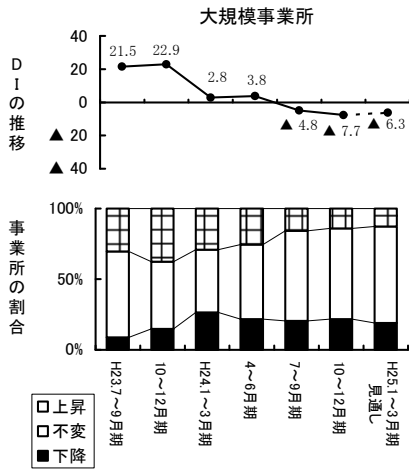 大規模事業所
DIの推移
40
20
0
▲ 20
▲ 40
21.5
22.9
2.8
3.8
▲ 4.8
▲ 7.7
▲ 6.3
事業所の割合
100%
50%
0%
H23.7～9月期
10～12月期
H24.1～3月期
4～6月期
7～9月期
10～12月期
H25.1～3月期
見通し
上昇
不変
下降